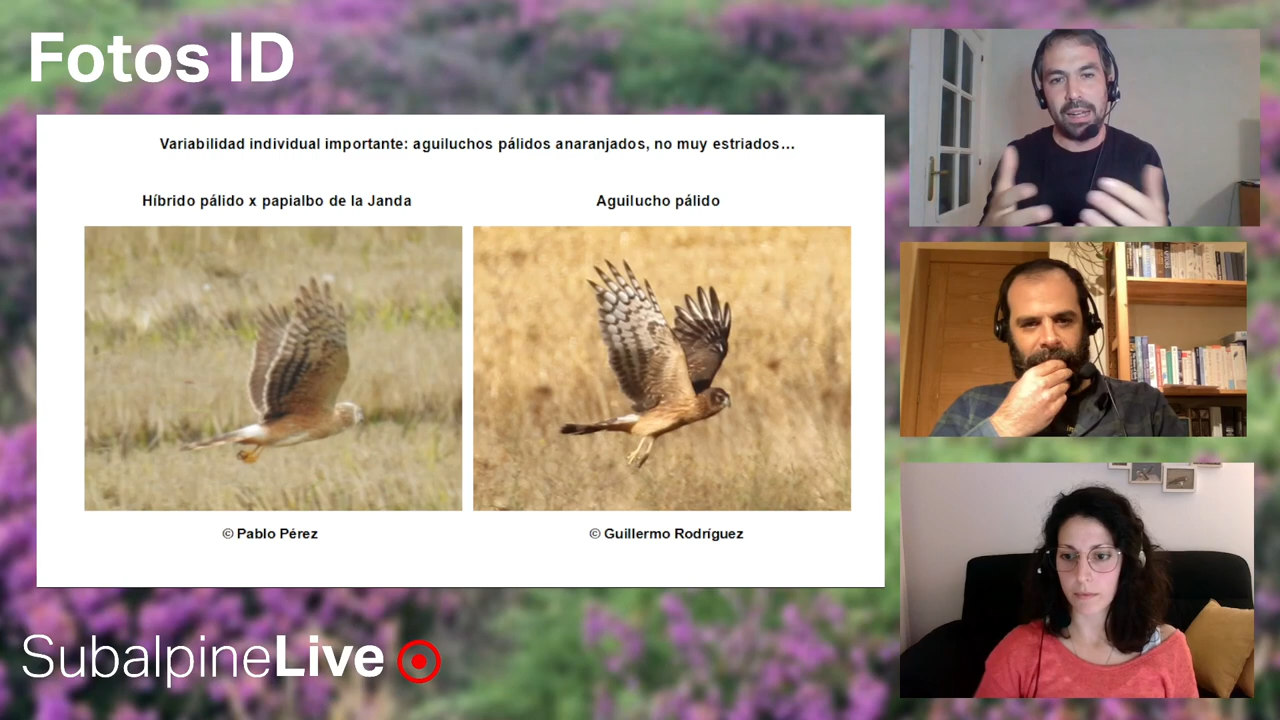 Fotos ID
Variabilidad individual importante: aguiluchos pálidos anaranjados, no muy estriados...
Híbrido pálido x papialbo de la Janda
Aguilucho pálido
© Pablo Pérez
© Guillermo Rodríguez
SubalpineLive